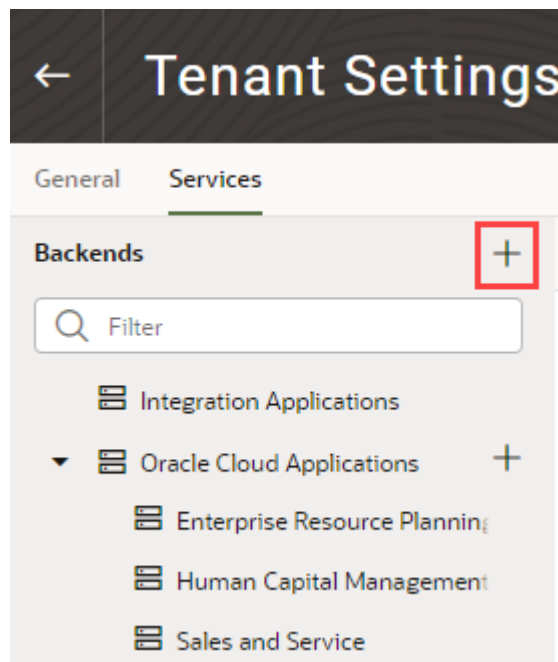 Tenant Settings
General Services
Backends
Filter
Integration Applications
Oracle Cloud Applications
Enterprise Resource Planning
Human Capital Management
Sales and Service